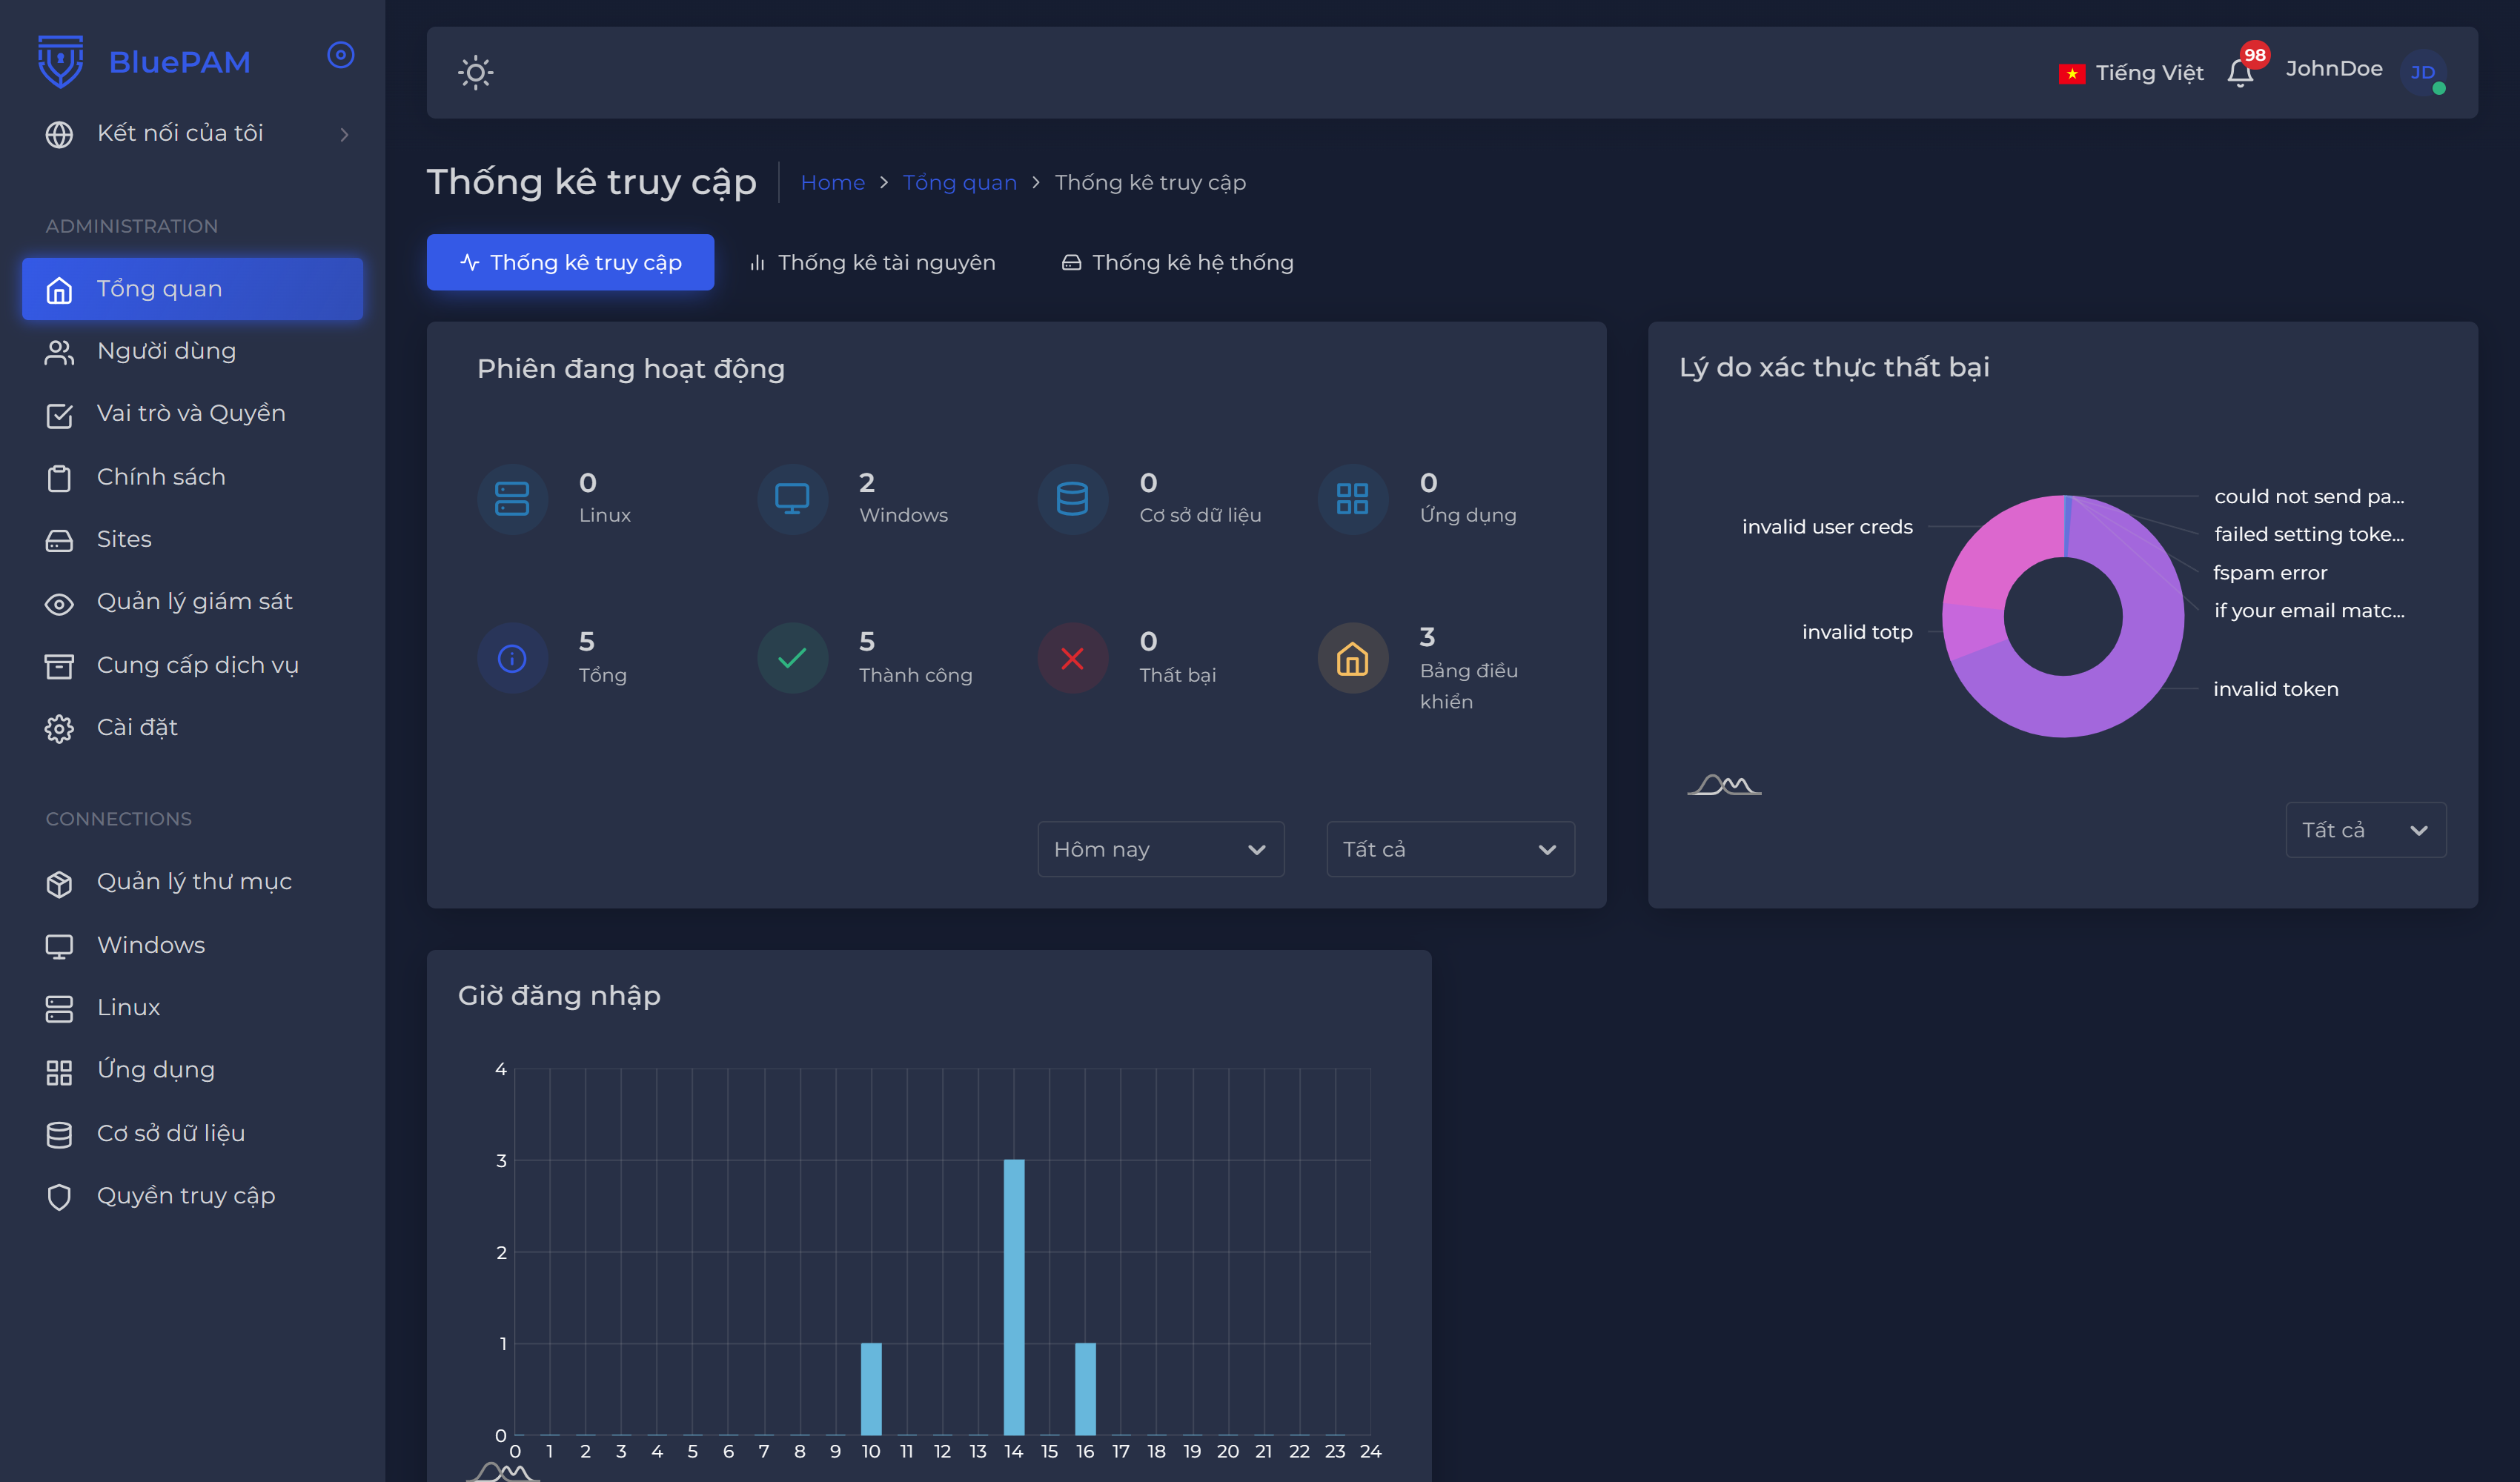 BluePAM
Kết nối của tôi
ADMINISTRATION
Tổng quan
Người dùng
Vai trò và Quyền
Chính sách
Sites
Quản lý giám sát
Cung cấp dịch vụ
Cài đặt
CONNECTIONS
Quản lý thư mục
Windows
Linux
Ứng dụng
Cơ sở dữ liệu
Quyền truy cập
Tiếng Việt
98
JohnDoe
JD
Thống kê truy cập
Home > Tổng quan > Thống kê truy cập
Thống kê truy cập
Thống kê tài nguyên
Thống kê hệ thống
Phiên đang hoạt động
0
Linux
2
Windows
0
Cơ sở dữ liệu
0
Ứng dụng
5
Tổng
5
Thành công
0
Thất bại
3
Bảng điều
khiển
Hôm nay
Tất cả
Lý do xác thực thất bại
could not send pa...
failed setting toke...
fspam error
if your email matc...
invalid user creds
invalid totp
invalid token
Tất cả
Giờ đăng nhập
4
3
2
1
0
0 1 2 3 4 5 6 7 8 9 10 11 12 13 14 15 16 17 18 19 20 21 22 23 24